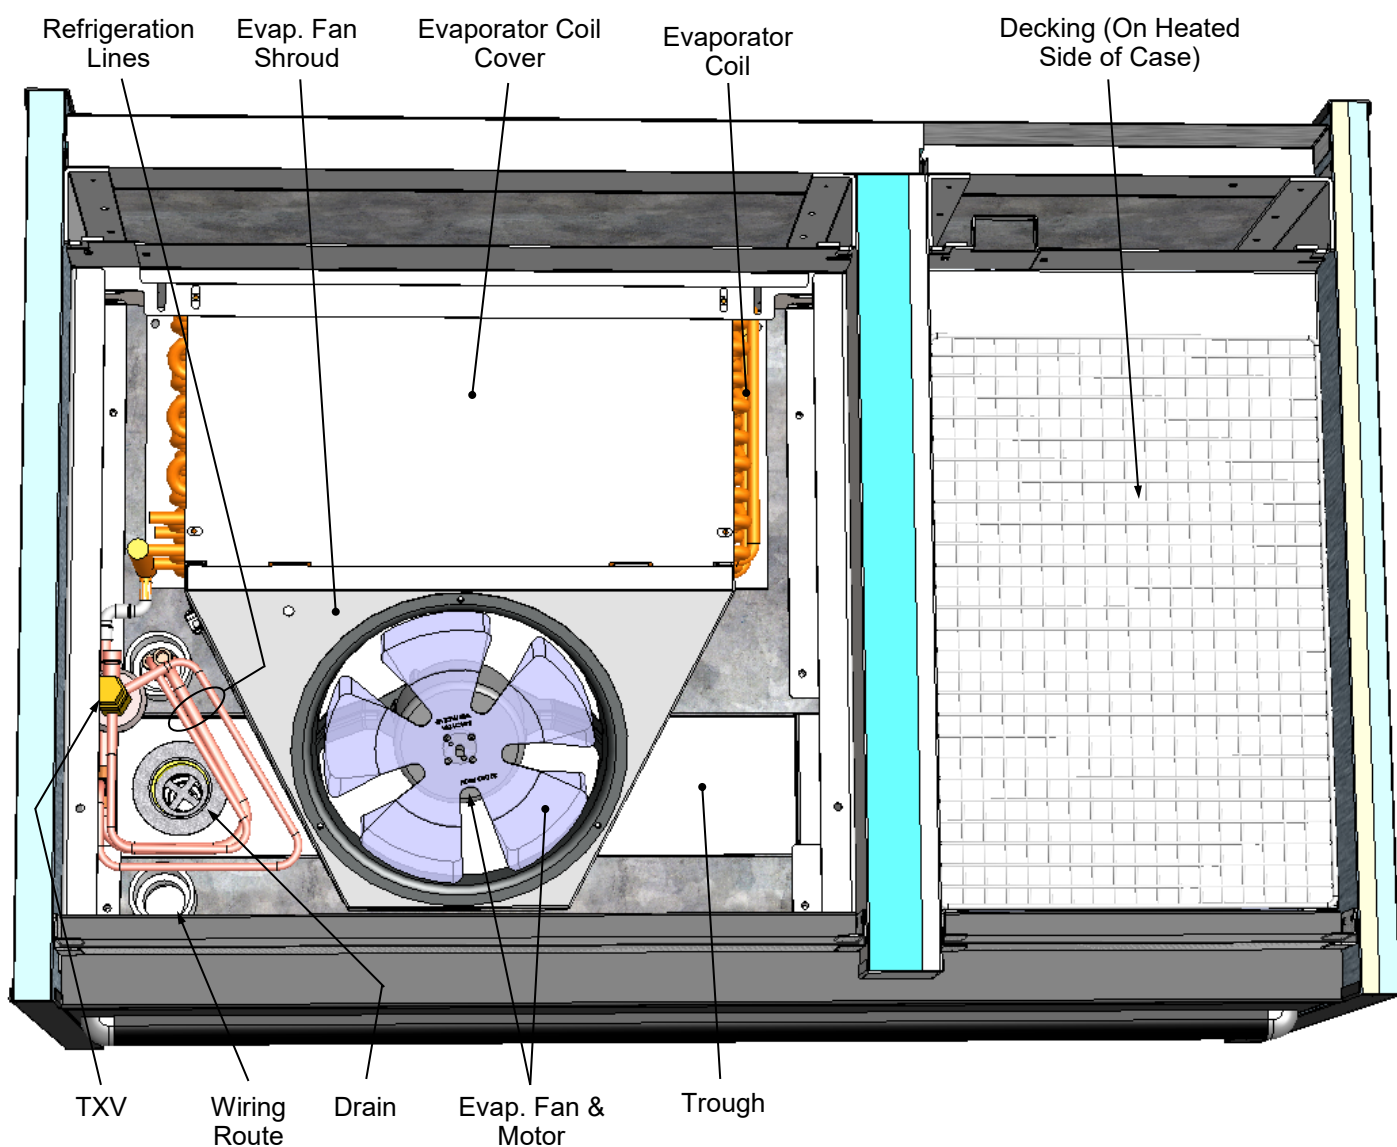 Refrigeration
Lines
Evap. Fan
Shroud
Evaporator Coil
Cover
Evaporator
Coil
Decking (On Heated
Side of Case)
TXV
Wiring
Route
Drain
Evap. Fan &
Motor
Trough